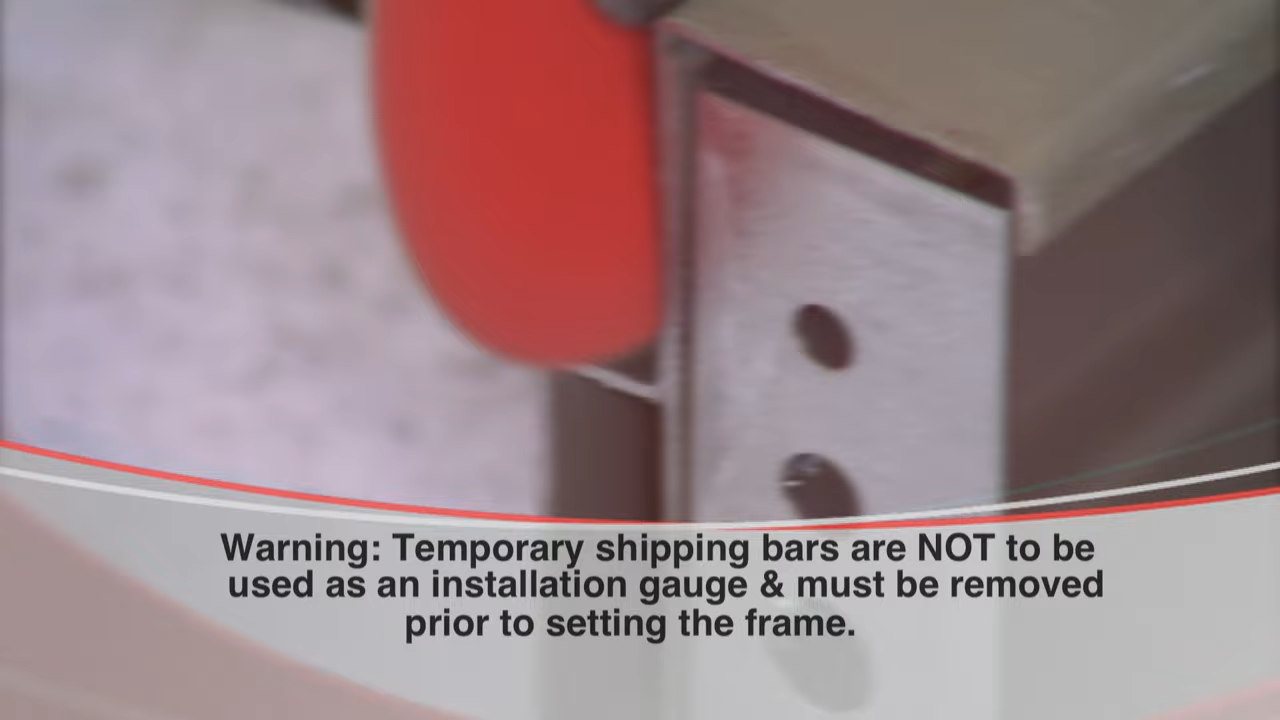 Warning: Temporary shipping bars are NOT to be
used as an installation gauge & must be removed
prior to setting the frame.